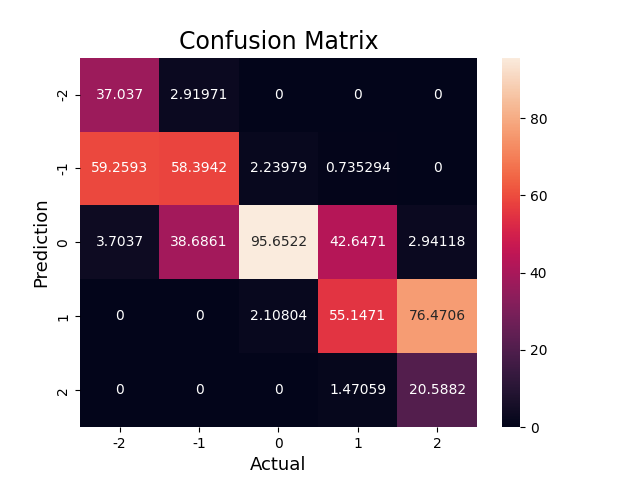 Confusion Matrix
-2 37.037 2.91971 0 0 0
-1 59.2593 58.3942 2.23979 0.735294 0
0 3.7037 38.6861 95.6522 42.6471 2.94118
1 0 0 2.10804 55.1471 76.4706
2 0 0 0 1.47059 20.5882
-2 -1 0 1 2
Actual
Prediction
80
60
40
20
0